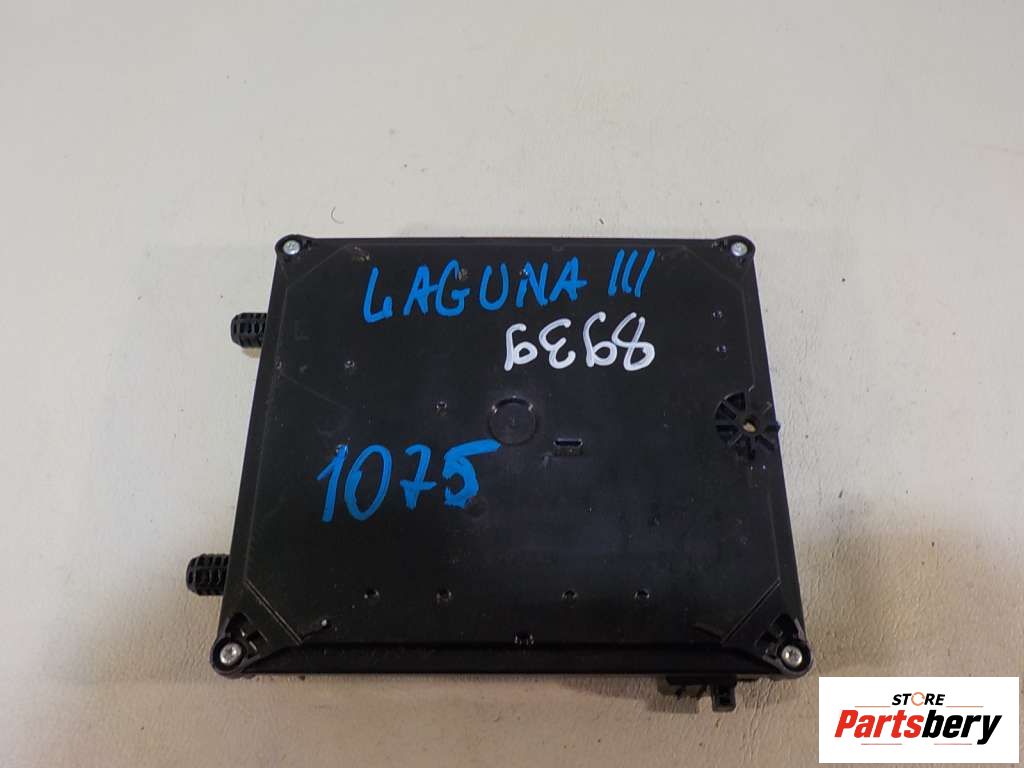 LAGUNA III
1075
STORE
Partsbery